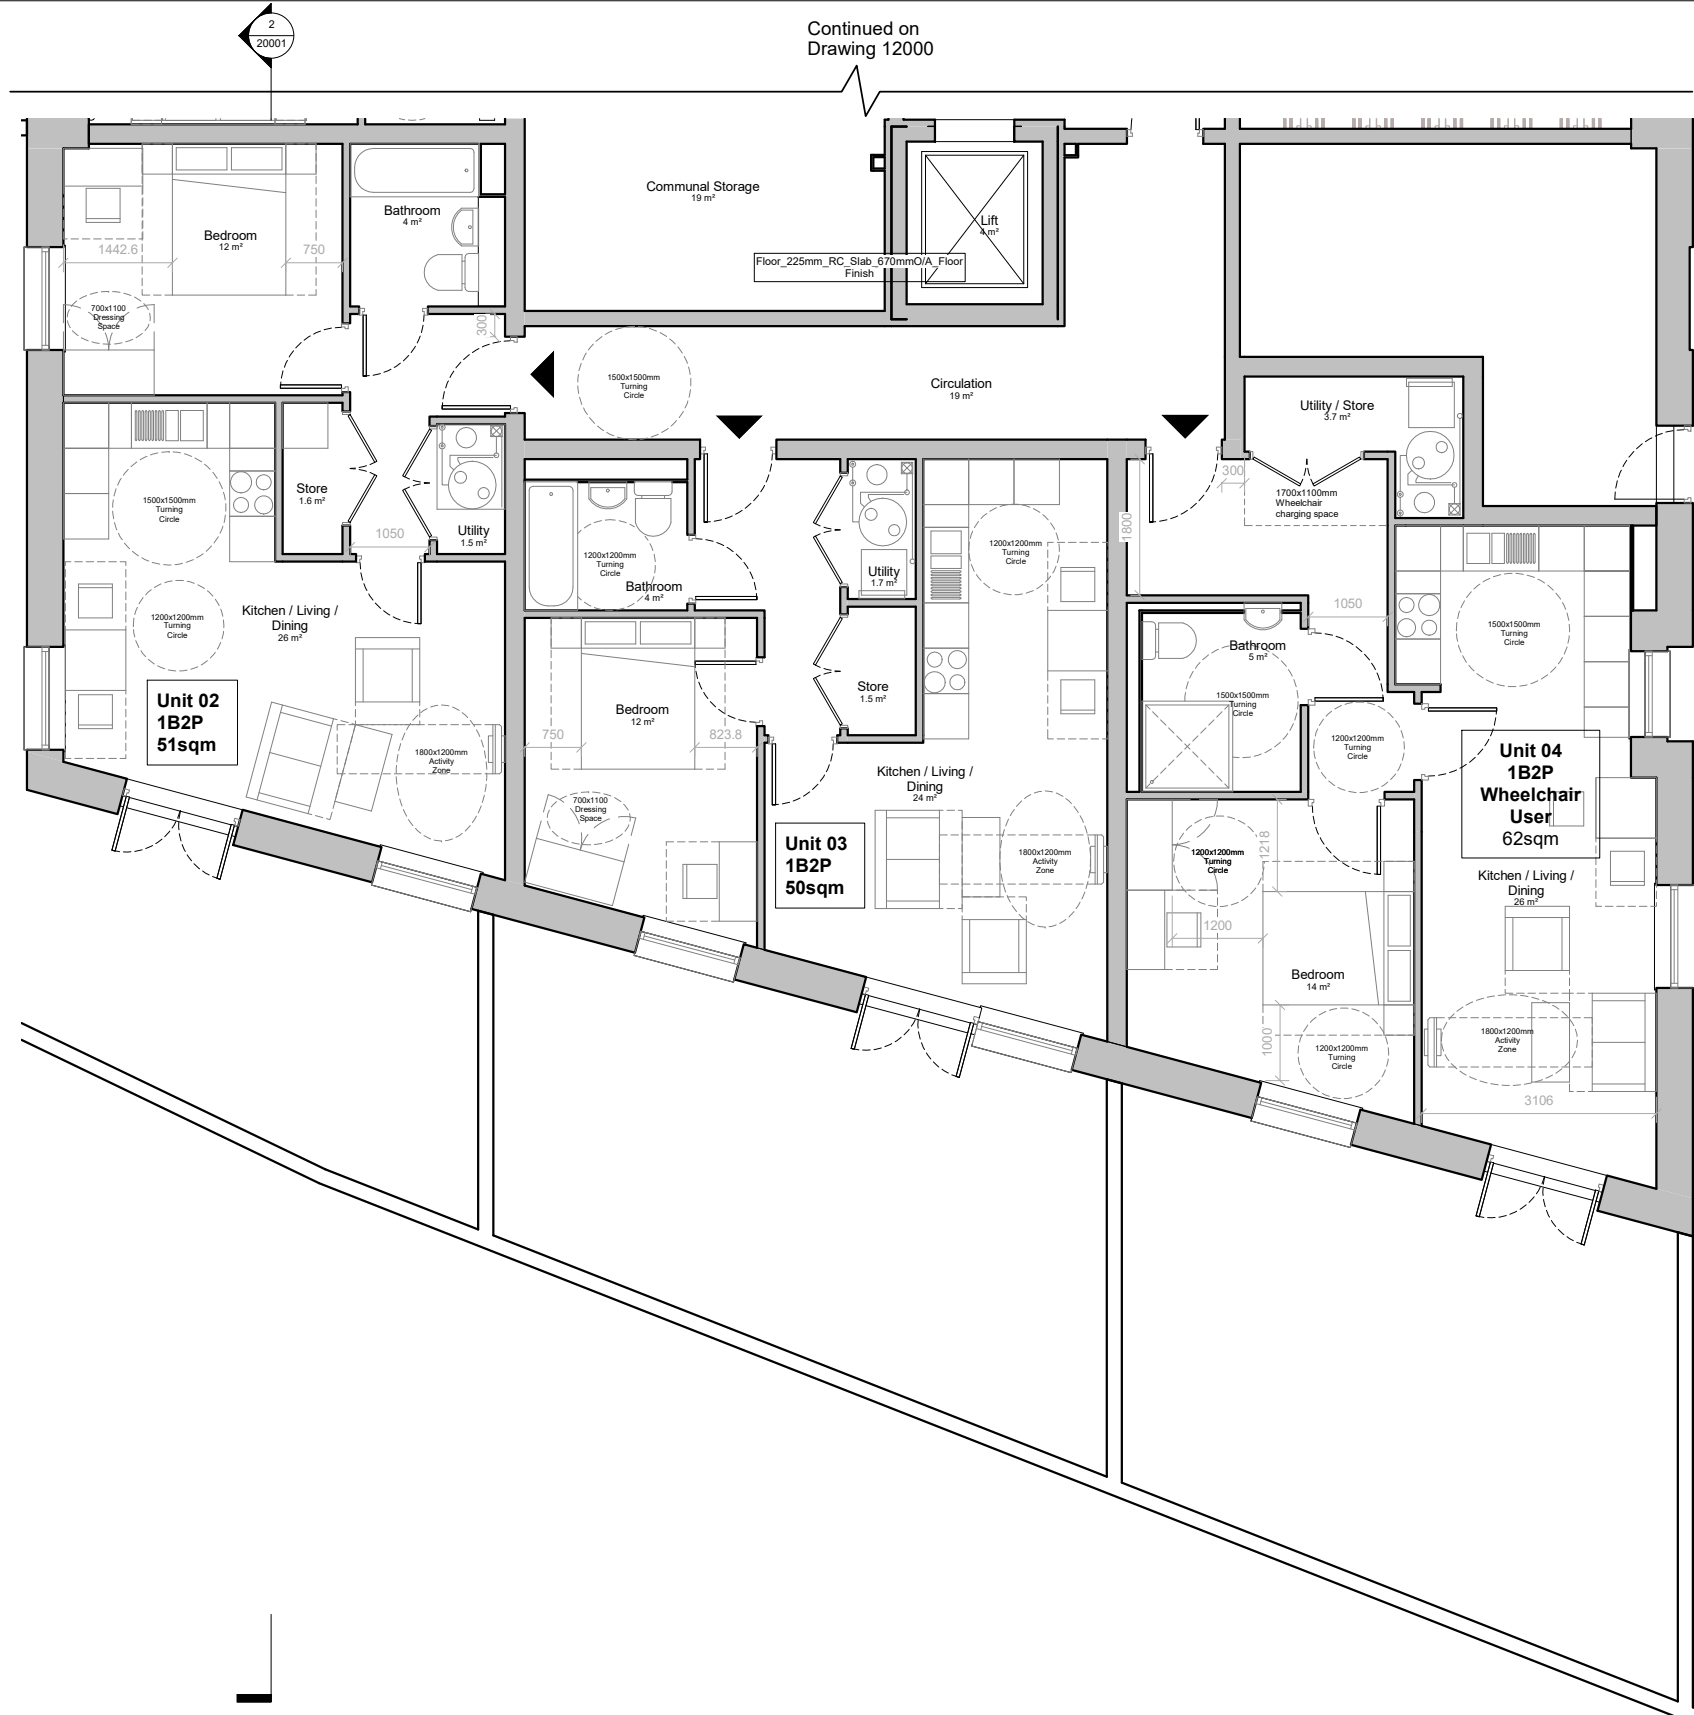 2
20001
Continued on
Drawing 12000
Communal Storage
19 m²
Lift
4 m²
Floor_225mm_RC_Slab_670mmO/A_Floor
Finish
Bathroom
4 m²
Bedroom
12 m²
1442.6
750
700x1100
Dressing
Space
300
1500x1500mm
Turning
Circle
Circulation
19 m²
Utility / Store
3.7 m²
300
1700x1100mm
Wheelchair
charging space
1800
1500x1500mm
Turning
Circle
Store
1.6 m²
Utility
1.5 m²
1050
1200x1200mm
Turning
Circle
Kitchen / Living /
Dining
26 m²
Unit 02
1B2P
51sqm
1800x1200mm
Activity
Zone
1200x1200mm
Turning
Circle
Bathroom
4 m²
Utility
1.7 m²
1200x1200mm
Turning
Circle
Store
1.5 m²
Bedroom
12 m²
750
823.8
700x1100
Dressing
Space
Kitchen / Living /
Dining
24 m²
Unit 03
1B2P
50sqm
1800x1200mm
Activity
Zone
1050
1500x1500mm
Turning
Circle
Bathroom
5 m²
1500x1500mm
Turning
Circle
1200x1200mm
Turning
Circle
Unit 04
1B2P
Wheelchair
User
62sqm
Kitchen / Living /
Dining
26 m²
1200x1200mm
Turning
Circle
1218
1200
Bedroom
14 m²
1000
1200x1200mm
Turning
Circle
1800x1200mm
Activity
Zone
3106